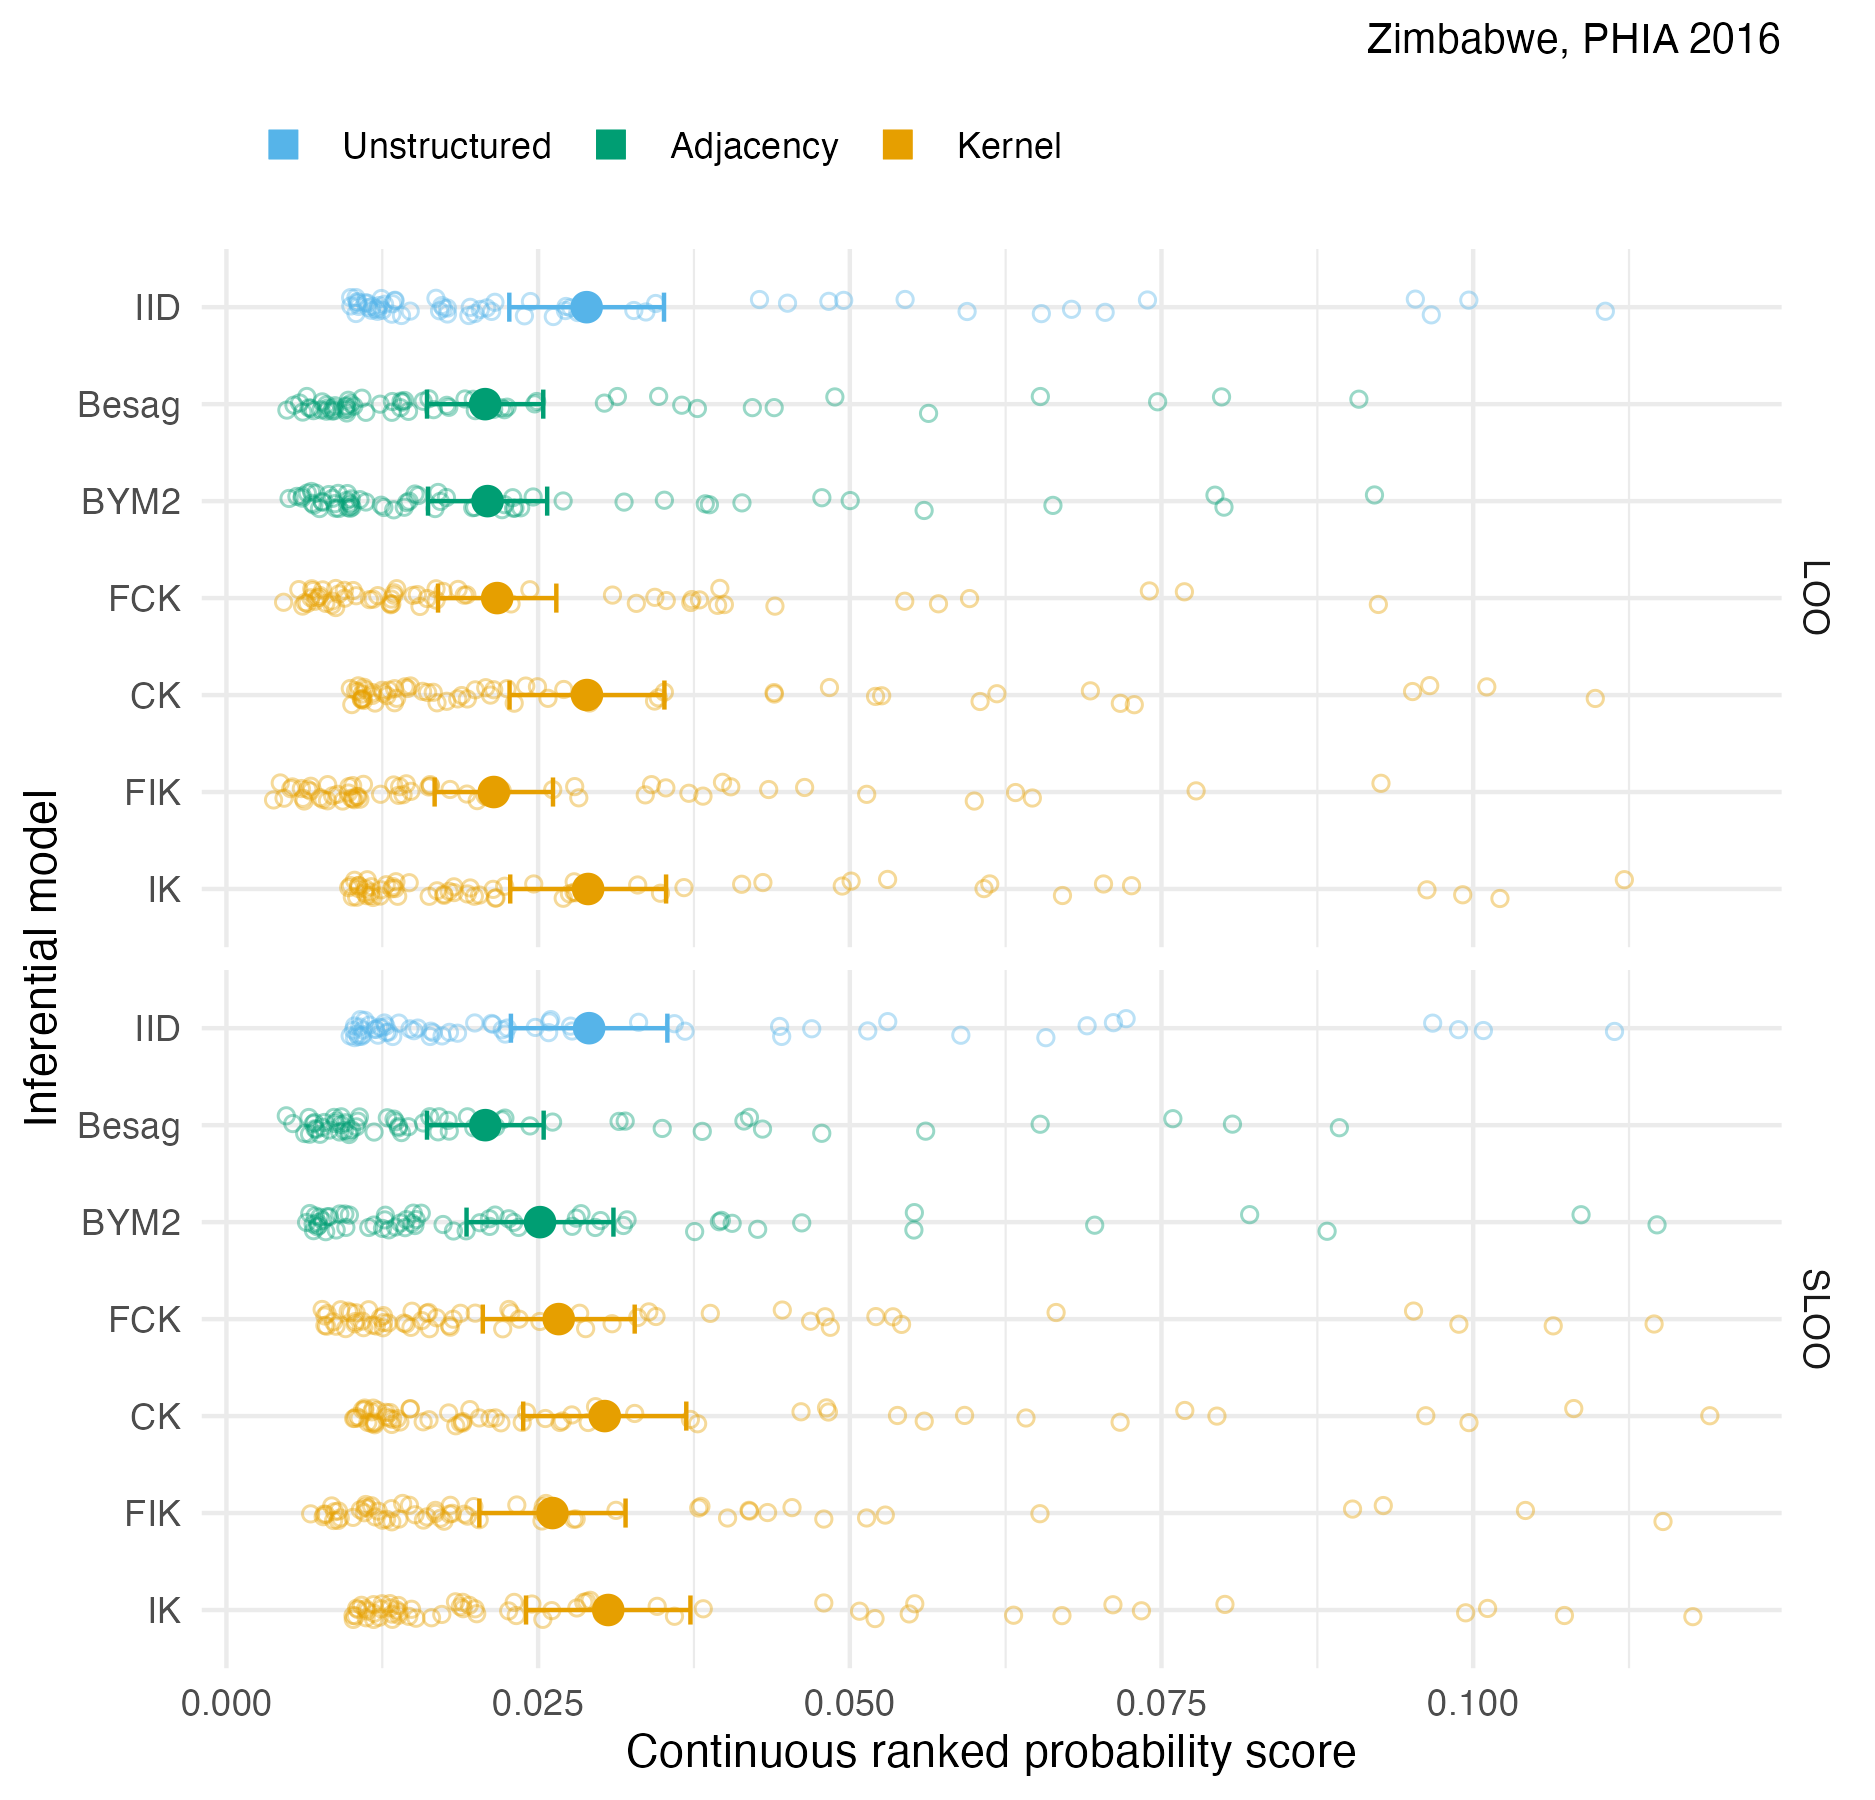 Zimbabwe, PHIA 2016
Unstructured Adjacency Kernel
Inferential model
IID
Besag
BYM2
FCK
CK
FIK
IK
LOO
IID
Besag
BYM2
FCK
CK
FIK
IK
SLOO
0.000 0.025 0.050 0.075 0.100
Continuous ranked probability score